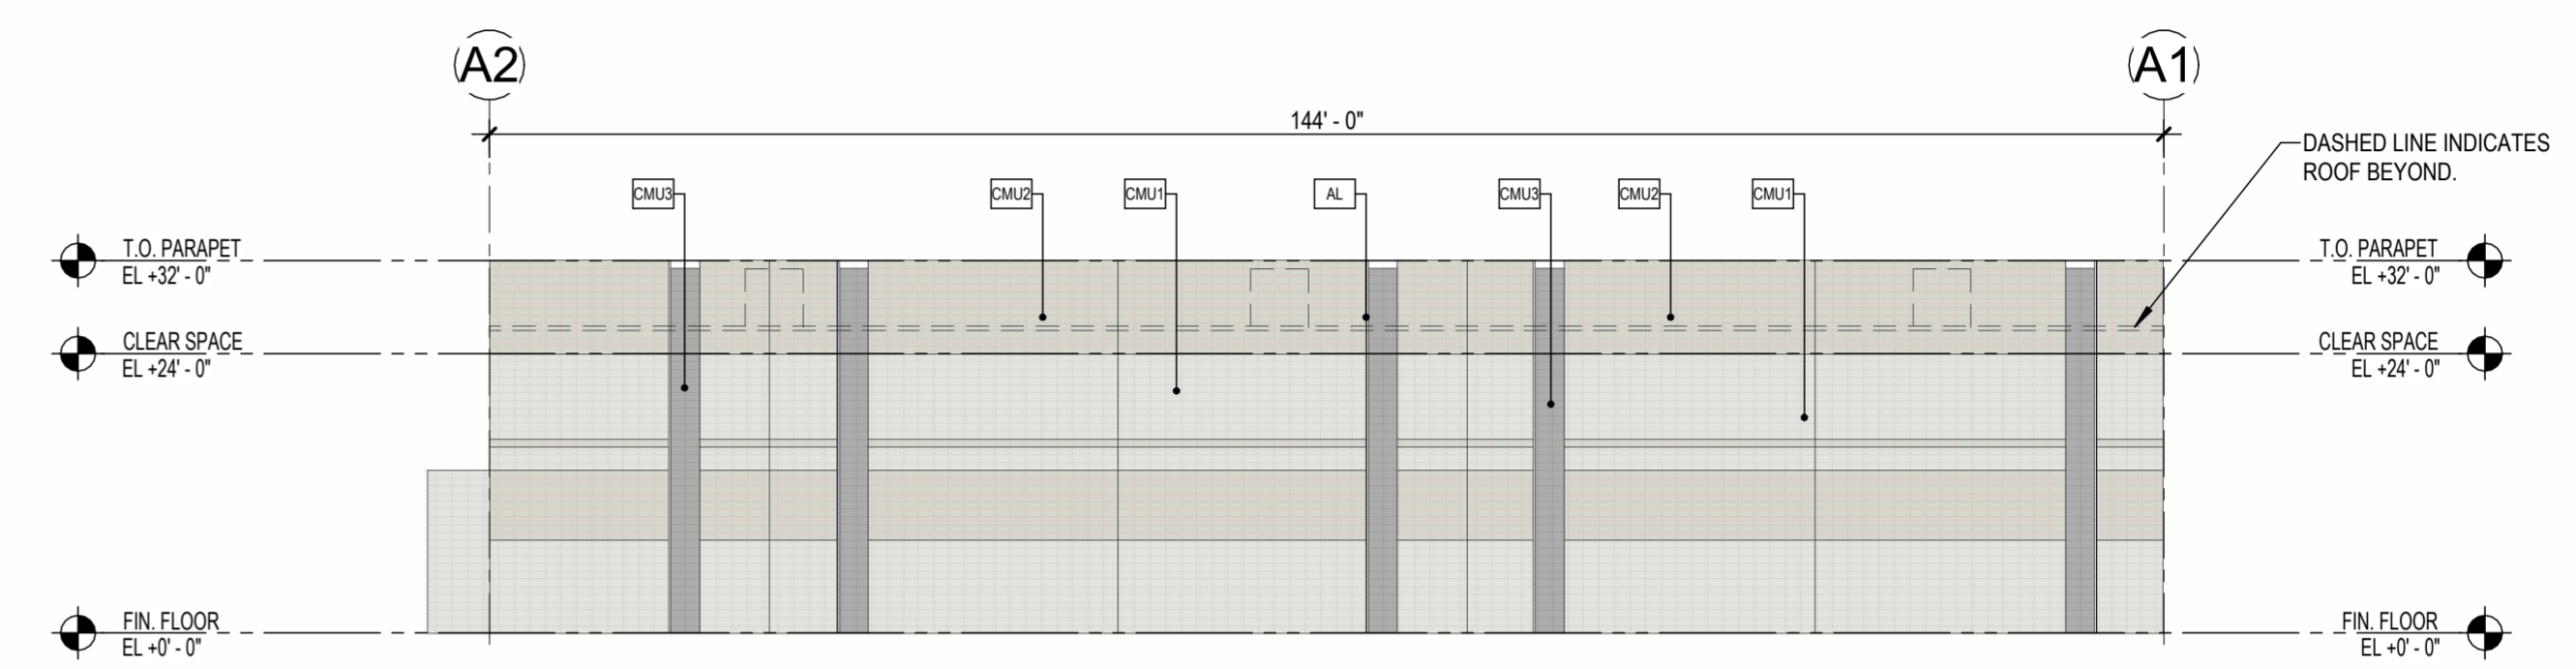 A2
A1
144' - 0"
DASHED LINE INDICATES
ROOF BEYOND.
CMU3
CMU2
CMU1
AL
CMU3
CMU2
CMU1
T.O. PARAPET
EL +32' - 0"
T.O. PARAPET
EL +32' - 0"
CLEAR SPACE
EL +24' - 0"
CLEAR SPACE
EL +24' - 0"
FIN. FLOOR
EL +0' - 0"
FIN. FLOOR
EL +0' - 0"